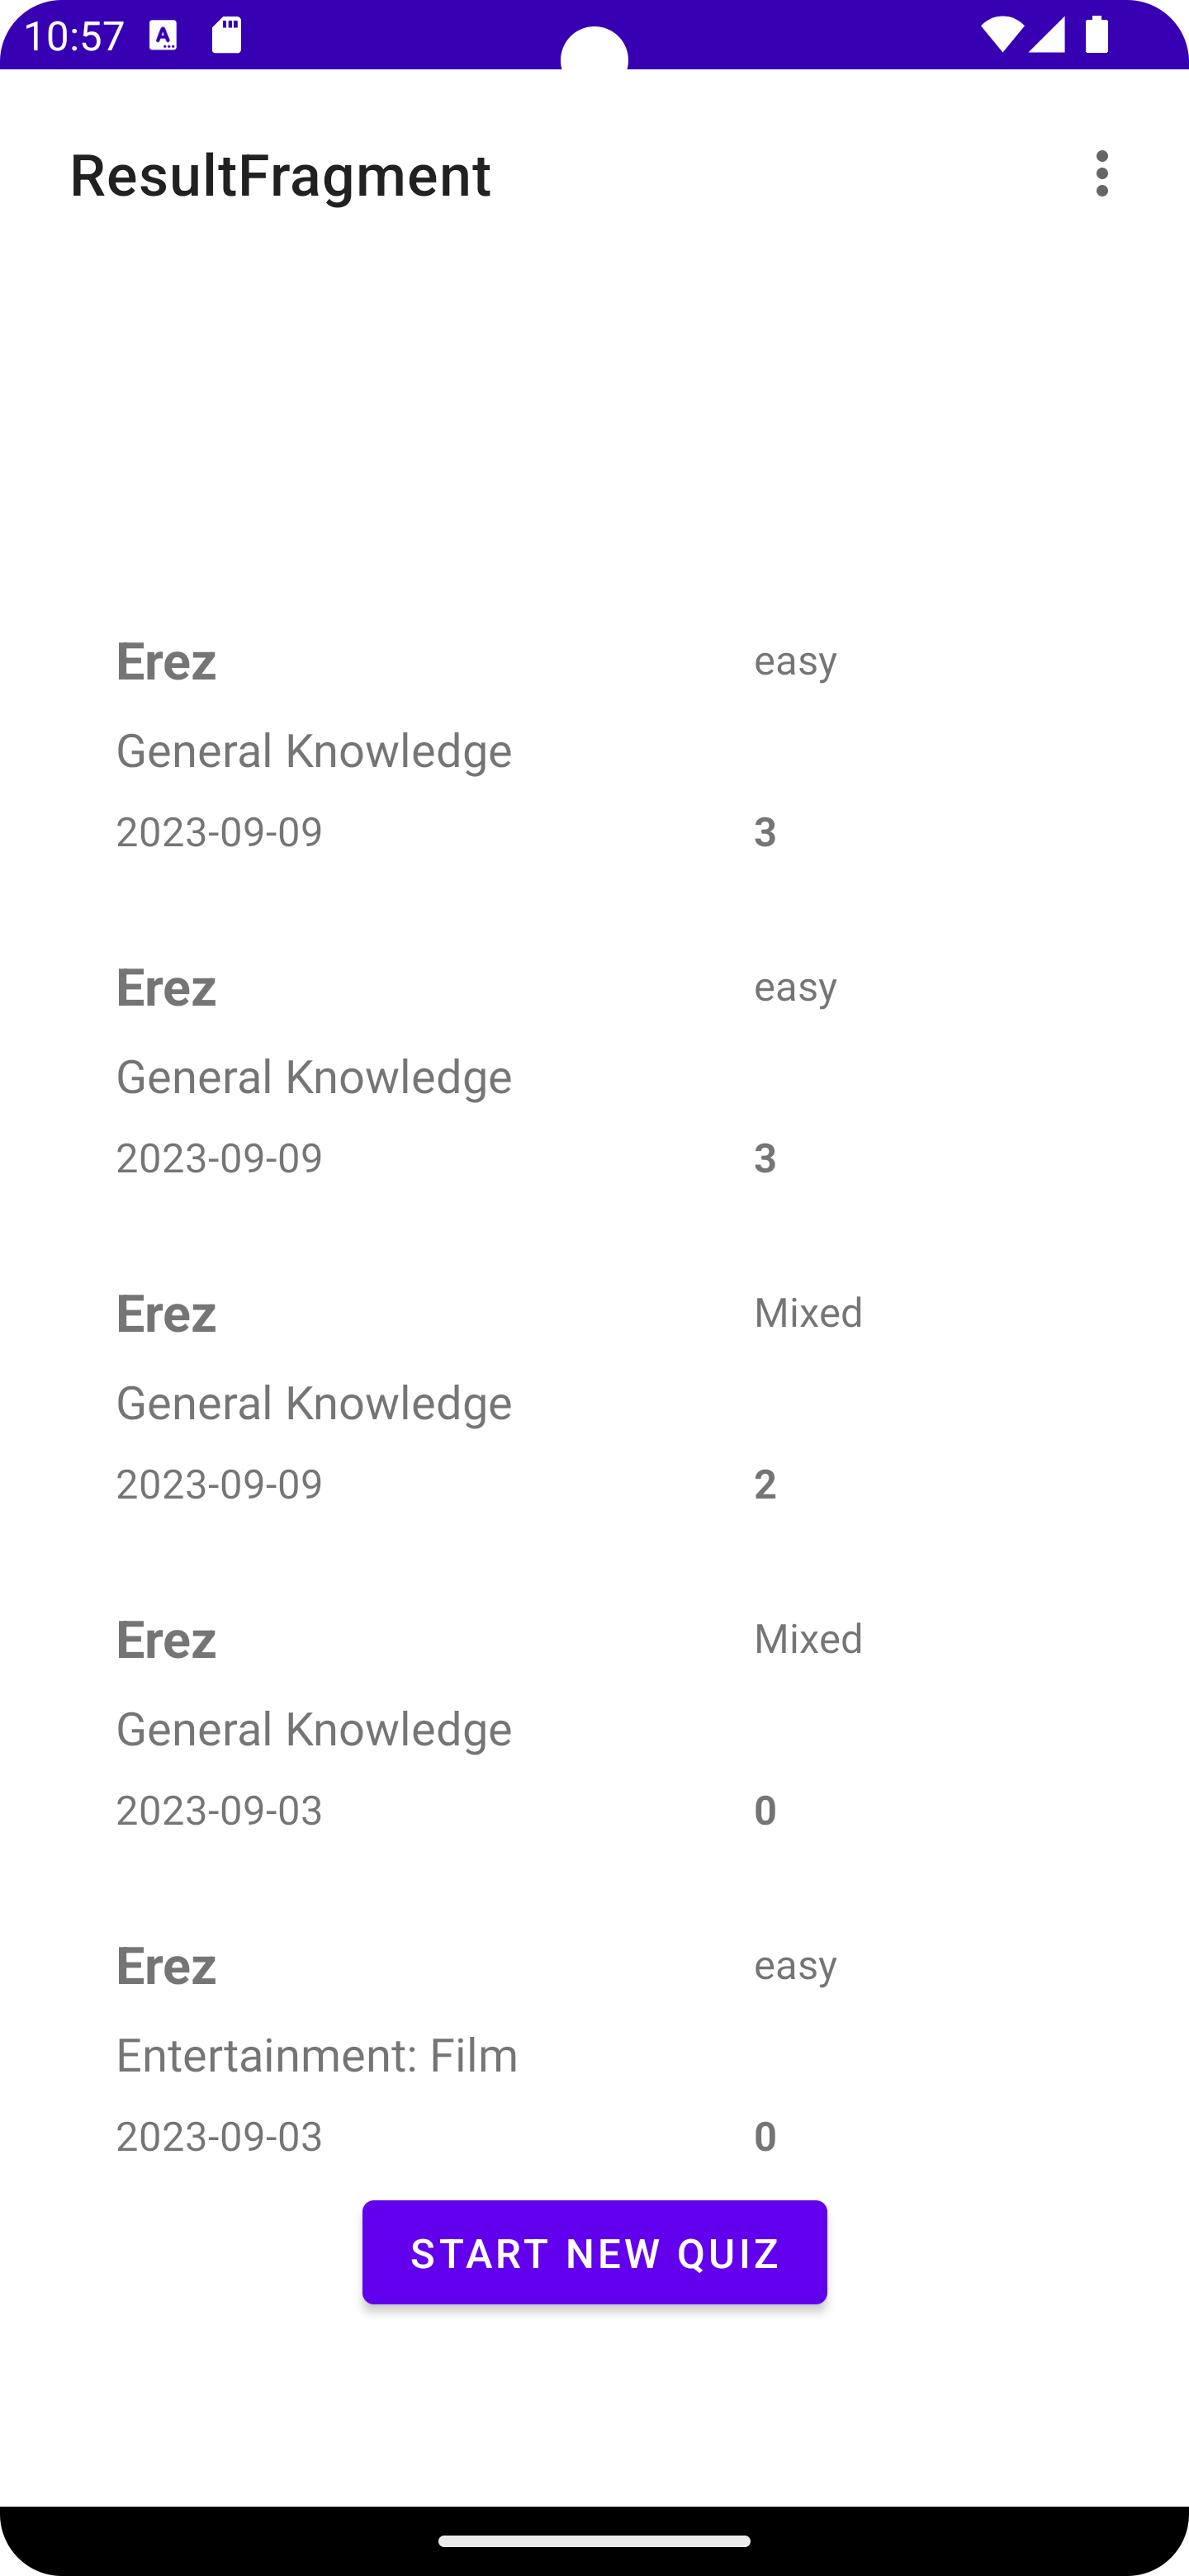 10:57
ResultFragment
Erez easy
General Knowledge
2023-09-09 3
Erez easy
General Knowledge
2023-09-09 3
Erez Mixed
General Knowledge
2023-09-09 2
Erez Mixed
General Knowledge
2023-09-03 0
Erez easy
Entertainment: Film
2023-09-03 0
START NEW QUIZ